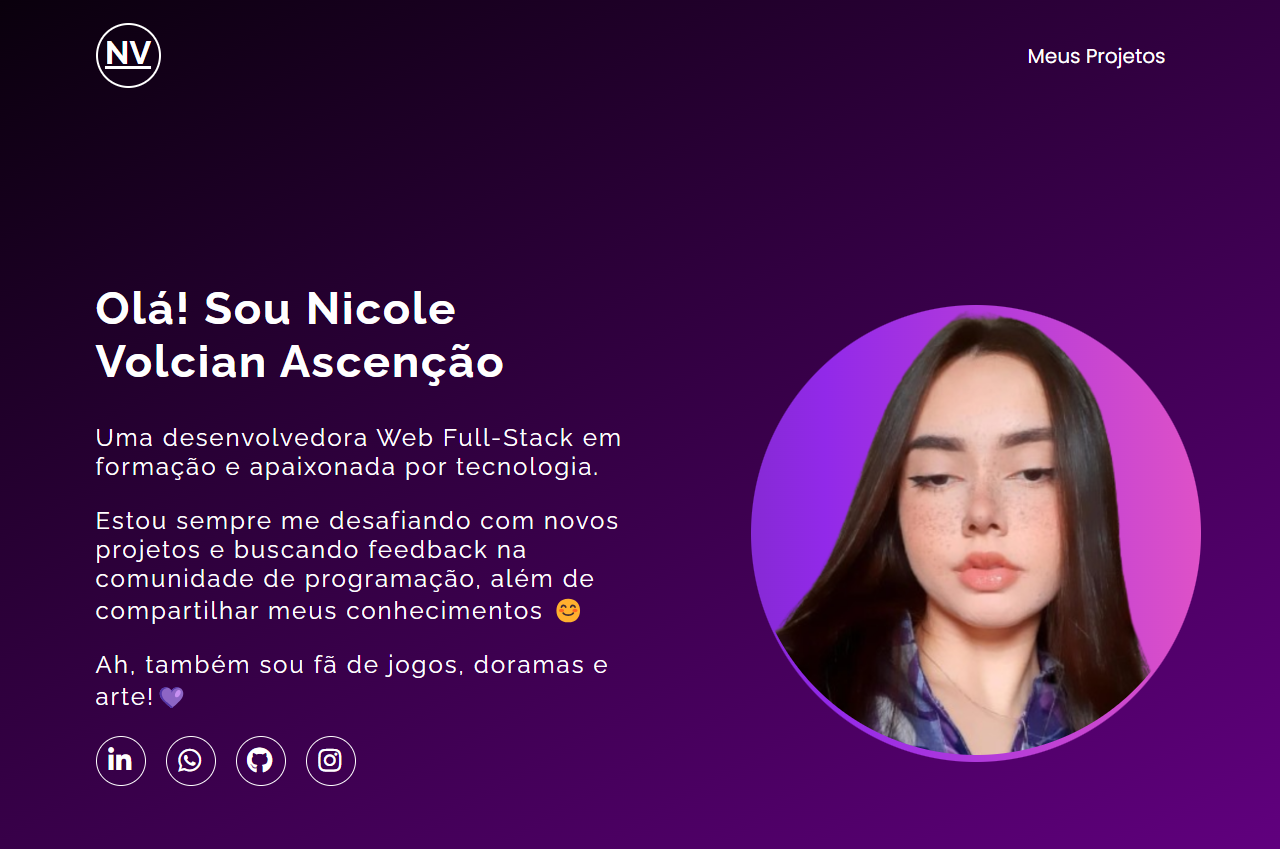 NV
Meus Projetos
Olá! Sou Nicole
Volcian Ascenção
Uma desenvolvedora Web Full-Stack em
formação e apaixonada por tecnologia.
Estou sempre me desafiando com novos
projetos e buscando feedback na
comunidade de programação, além de
compartilhar meus conhecimentos 😊
Ah, também sou fã de jogos, doramas e
arte! 💜
in